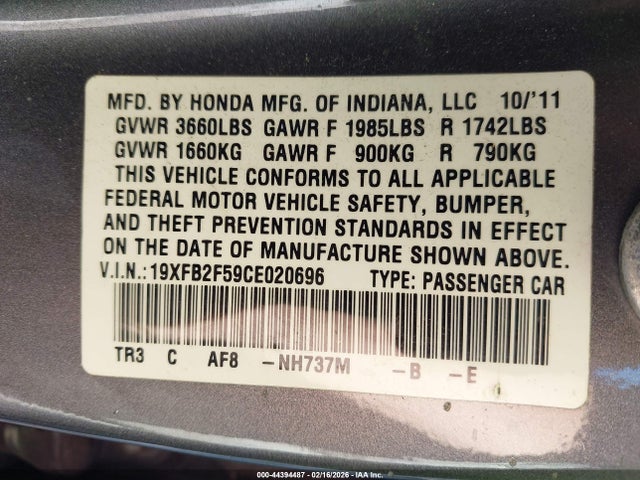 MFD. BY HONDA MFG. OF INDIANA, LLC 10/'11
GVWR 3660LBS GAWR F 1985LBS R 1742LBS
GVWR 1660KG GAWR F 900KG R 790KG
THIS VEHICLE CONFORMS TO ALL APPLICABLE
FEDERAL MOTOR VEHICLE SAFETY, BUMPER,
AND THEFT PREVENTION STANDARDS IN EFFECT
ON THE DATE OF MANUFACTURE SHOWN ABOVE.
V.I.N.:19XFB2F59CE020696 TYPE: PASSENGER CAR
TR3 C AF8 -NH737M -B -E
000-44394487 - 02/16/2026 - IAA Inc.